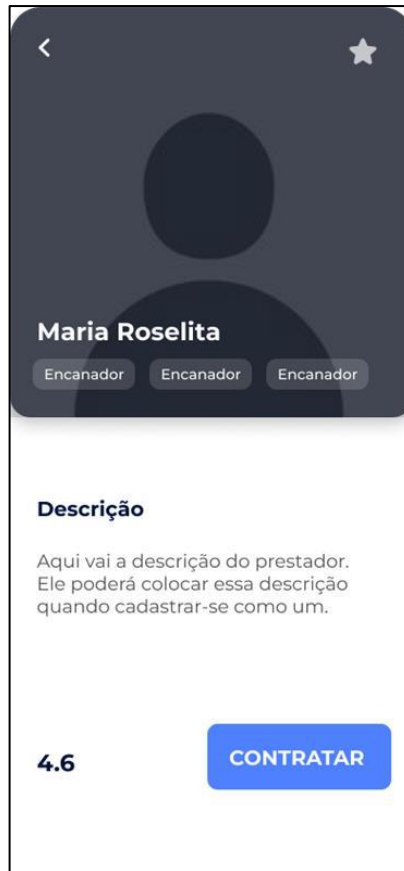 Maria Roselita
Encanador Encanador Encanador
Descrição
Aqui vai a descrição do prestador.
Ele poderá colocar essa descrição
quando cadastrar-se como um.
4.6 CONTRATAR